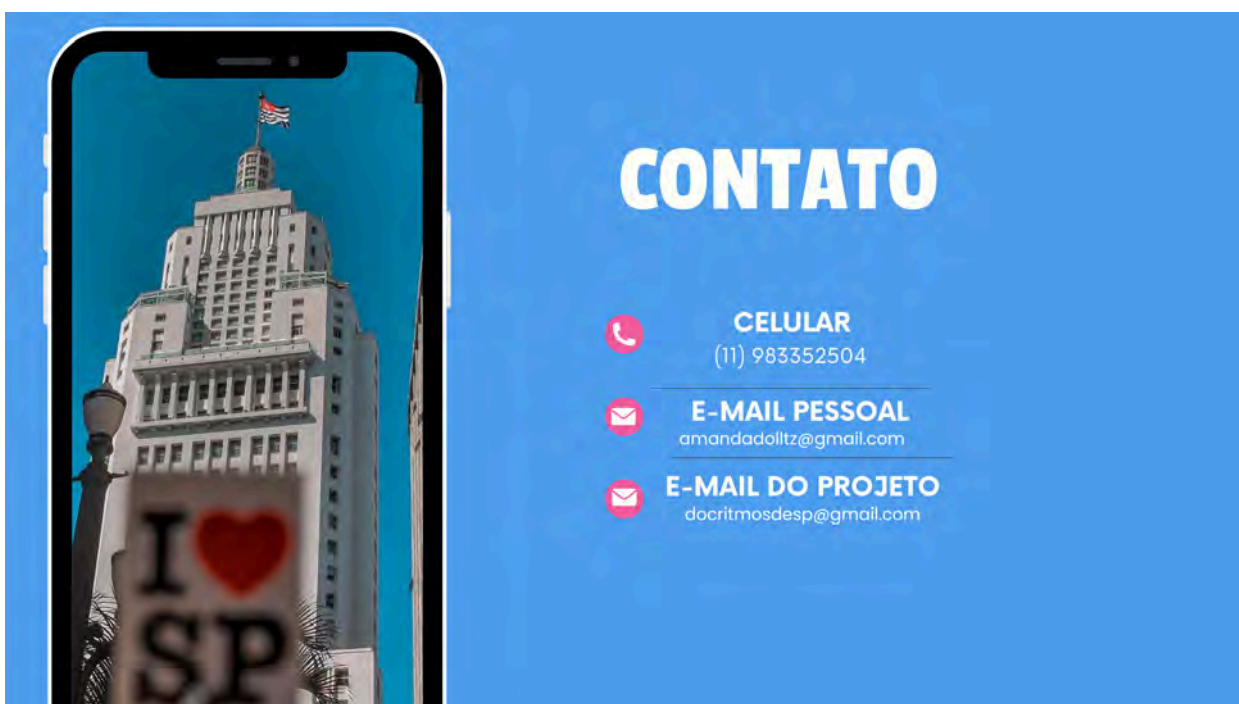 I ❤ SP
CONTATO
CELULAR
(11) 983352504
E-MAIL PESSOAL
amandadolltz@gmail.com
E-MAIL DO PROJETO
docritmosdesp@gmail.com